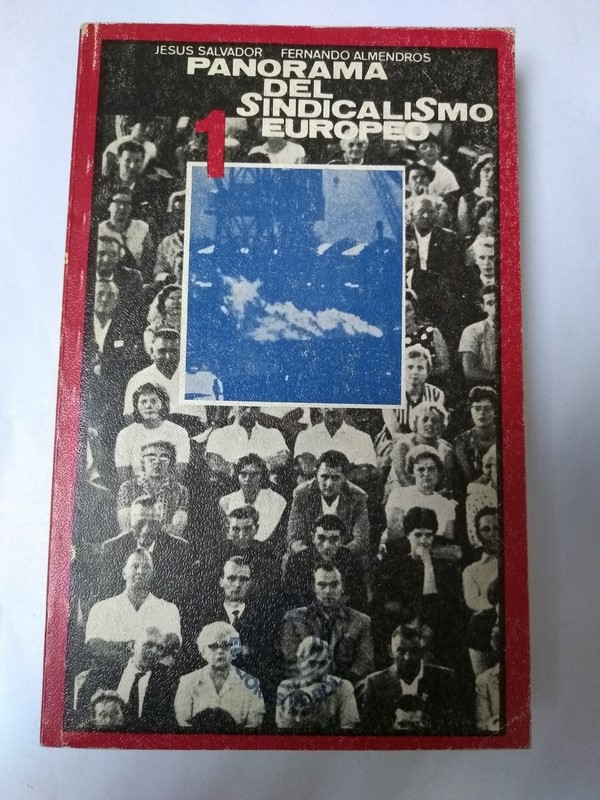 JESUS SALVADOR FERNANDO ALMENDROS
PANORAMA
DEL
SINDICALISMO
EUROPEO
1